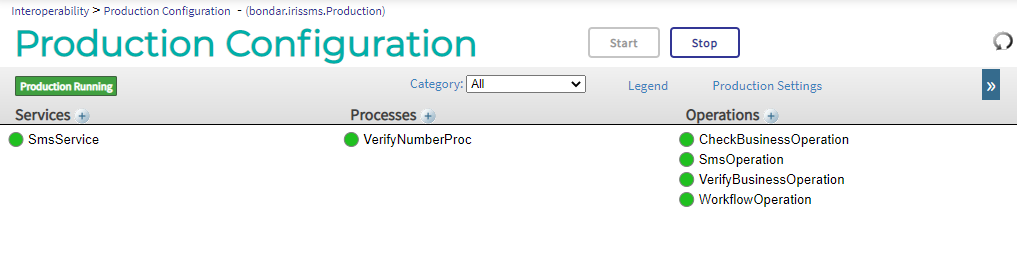 Interoperability > Production Configuration - (bondar.irissms.Production)
Production Configuration
Start
Stop
Production Running
Category: All
Legend
Production Settings
»
Services +
Processes +
Operations +
SmsService
VerifyNumberProc
CheckBusinessOperation
SmsOperation
VerifyBusinessOperation
WorkflowOperation